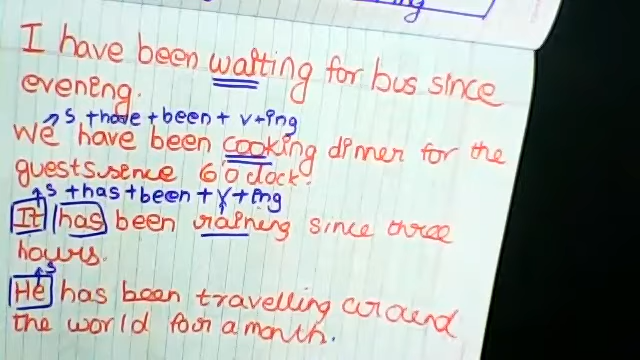 ing
I have been waiting for bus since
evening.
S + have + been + v+ing
We have been cooking dinner for the
guests since 6'o clock.
S + has + been + v + ing
It has been raining since three
hours.
S
He has been travelling around
the world for a month.